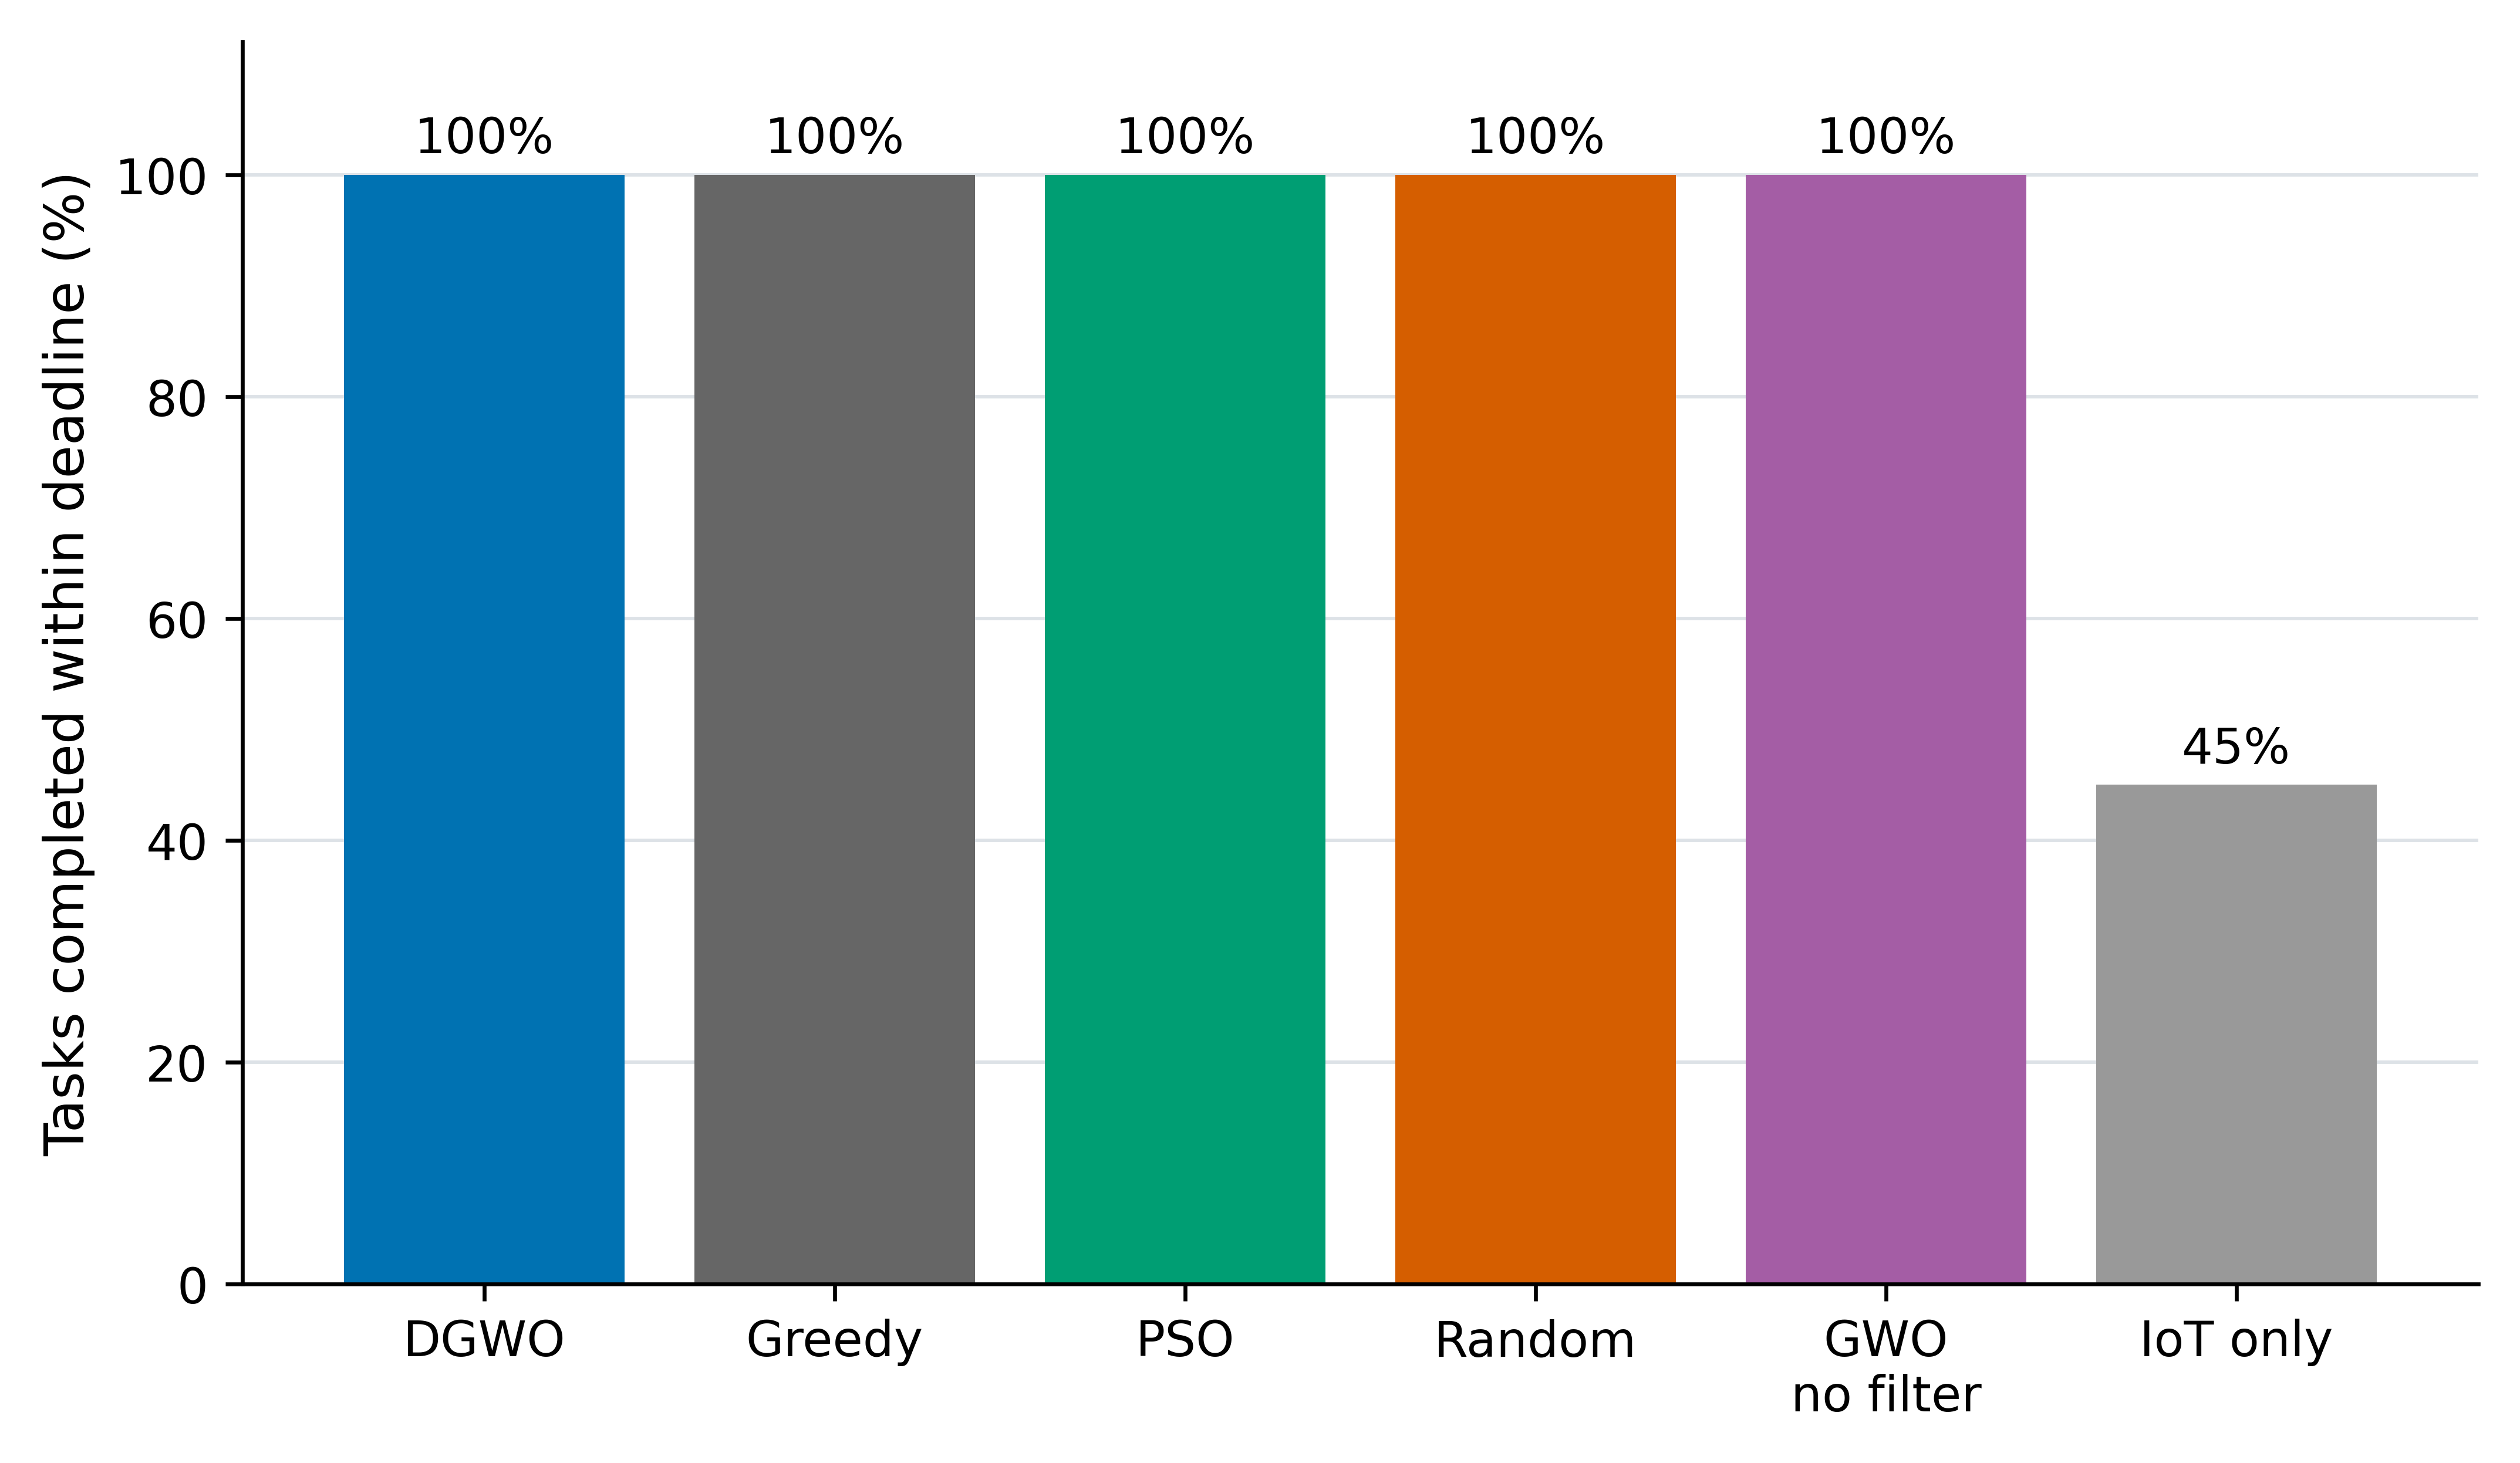 Tasks completed within deadline (%)
100
80
60
40
20
0
100%
100%
100%
100%
100%
45%
DGWO
Greedy
PSO
Random
GWO
no filter
IoT only